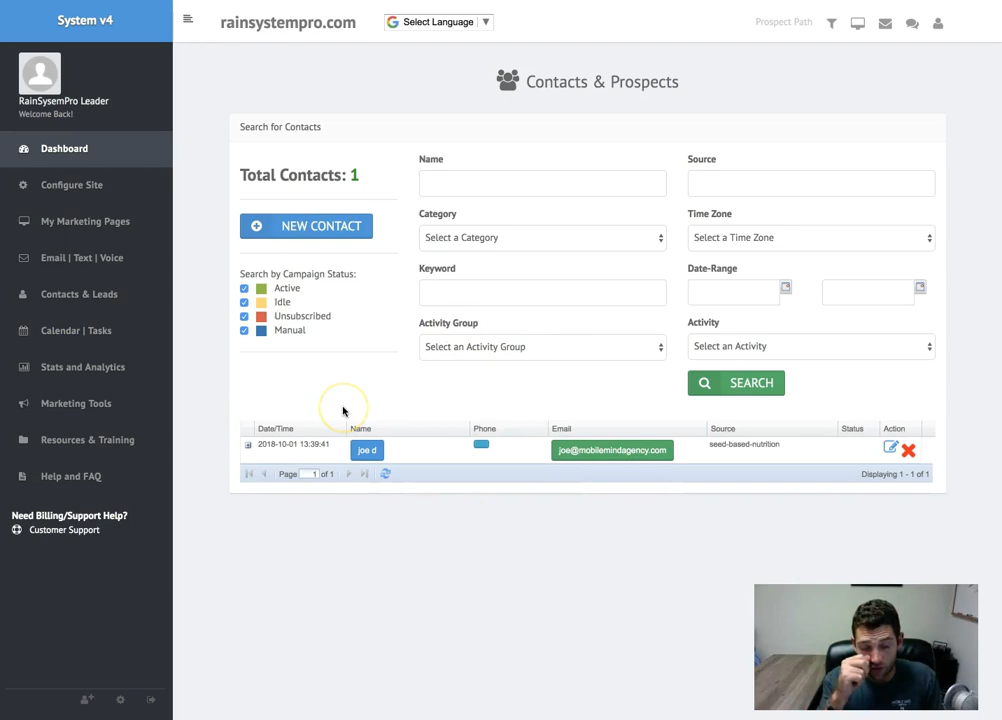 System v4
rainsystempro.com
Select Language ▼
Prospect Path
RainSysemPro Leader
Welcome Back!
Dashboard
Configure Site
My Marketing Pages
Email | Text | Voice
Contacts & Leads
Calendar | Tasks
Stats and Analytics
Marketing Tools
Resources & Training
Help and FAQ
Need Billing/Support Help?
Customer Support
Contacts & Prospects
Search for Contacts
Total Contacts: 1
NEW CONTACT
Search by Campaign Status:
Active
Idle
Unsubscribed
Manual
Name
Source
Category
Time Zone
Select a Category
Select a Time Zone
Keyword
Date-Range
Activity Group
Activity
Select an Activity Group
Select an Activity
SEARCH
Date/Time Name Phone Email Source Status Action
2018-10-01 13:39:41 joe d joe@mobilemindagency.com seed-based-nutrition
Page 1 of 1 Displaying 1 - 1 of 1